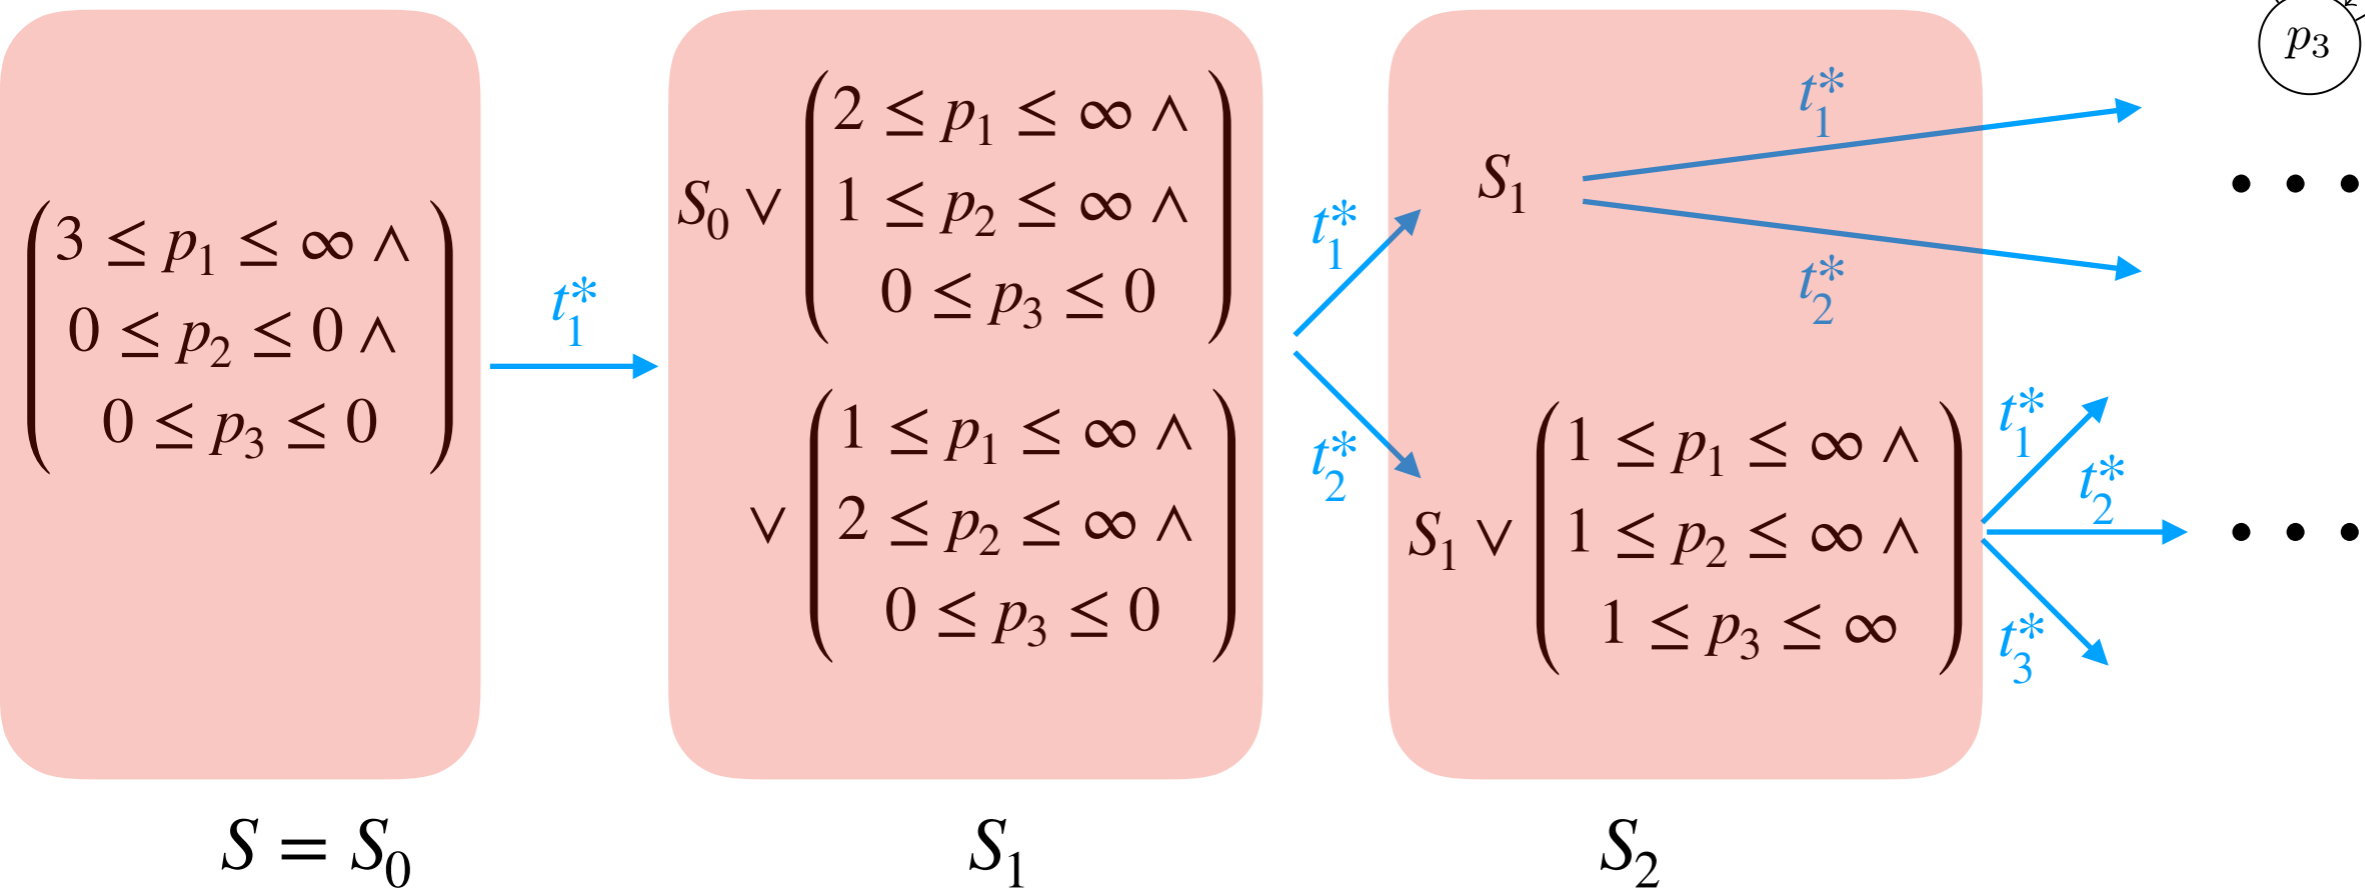 3 ≤ p₁ ≤ ∞ ∧
0 ≤ p₂ ≤ 0 ∧
0 ≤ p₃ ≤ 0
S = S₀
t₁*
S₀ ∨
2 ≤ p₁ ≤ ∞ ∧
1 ≤ p₂ ≤ ∞ ∧
0 ≤ p₃ ≤ 0
∨
1 ≤ p₁ ≤ ∞ ∧
2 ≤ p₂ ≤ ∞ ∧
0 ≤ p₃ ≤ 0
S₁
t₁*
t₂*
S₁
t₁*
t₂*
S₁ ∨
1 ≤ p₁ ≤ ∞ ∧
1 ≤ p₂ ≤ ∞ ∧
1 ≤ p₃ ≤ ∞
S₂
t₁*
t₂*
t₃*
p₃
• • •
• • •